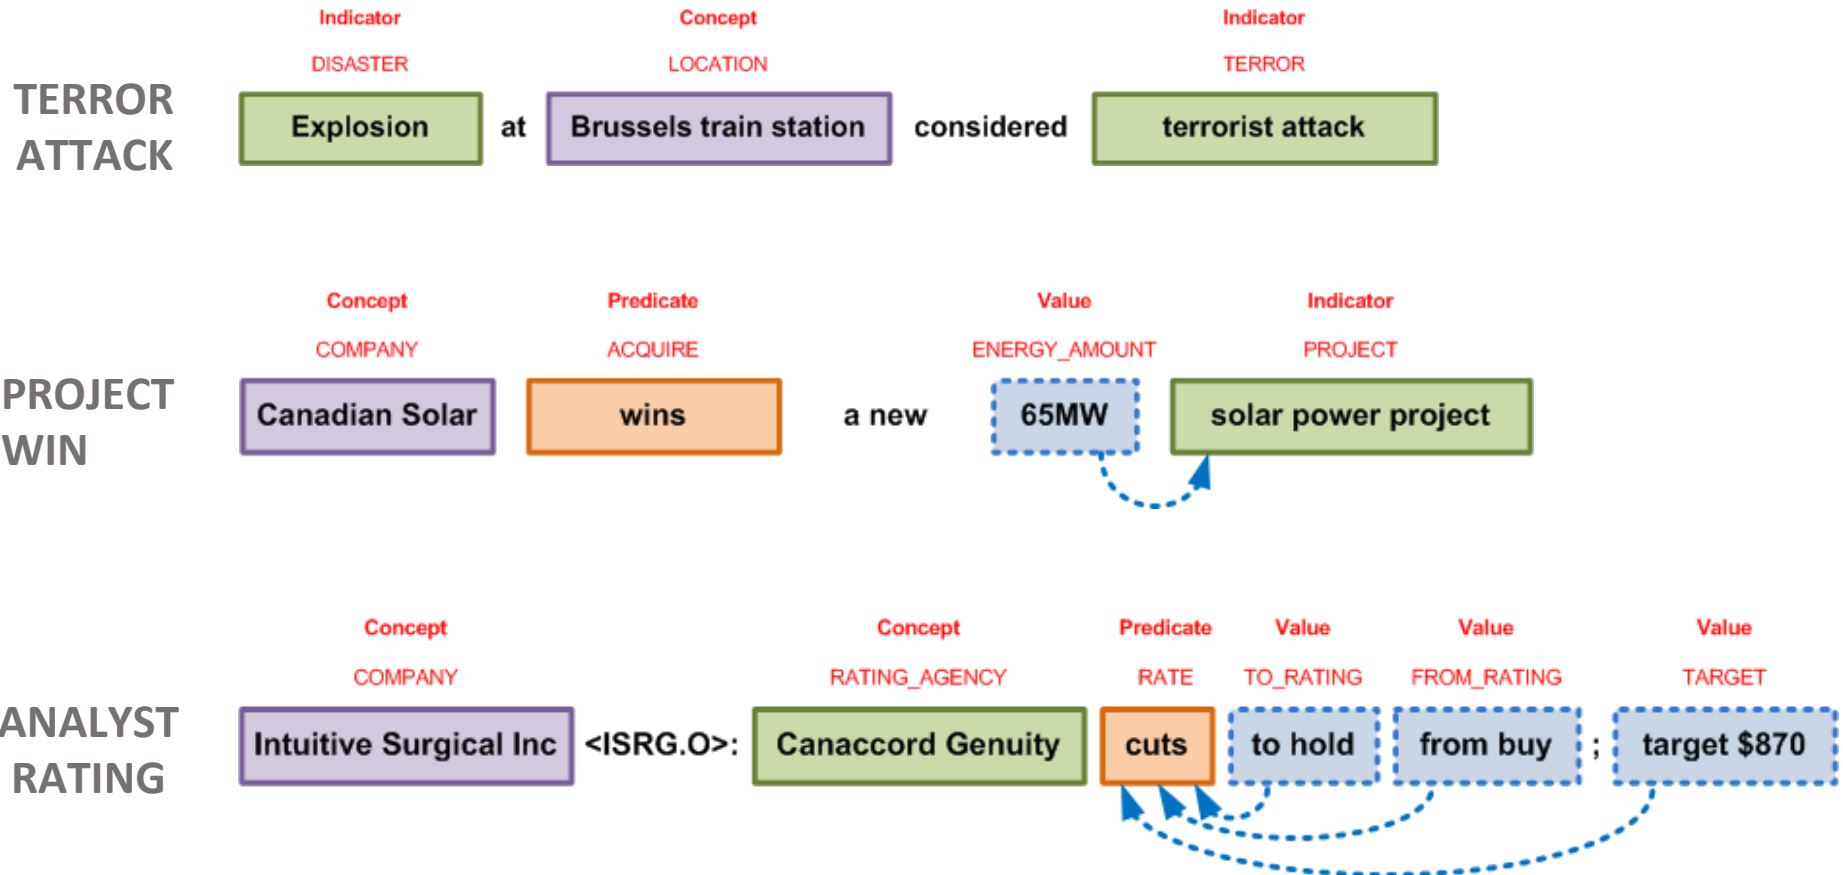 Indicator Concept Indicator
DISASTER LOCATION TERROR
TERROR
ATTACK
Explosion at Brussels train station considered terrorist attack
Concept Predicate Value Indicator
COMPANY ACQUIRE ENERGY_AMOUNT PROJECT
PROJECT
WIN
Canadian Solar wins a new 65MW solar power project
Concept Concept Predicate Value Value Value
COMPANY RATING_AGENCY RATE TO_RATING FROM_RATING TARGET
ANALYST
RATING
Intuitive Surgical Inc <ISRG.O>: Canaccord Genuity cuts to hold from buy ; target $870